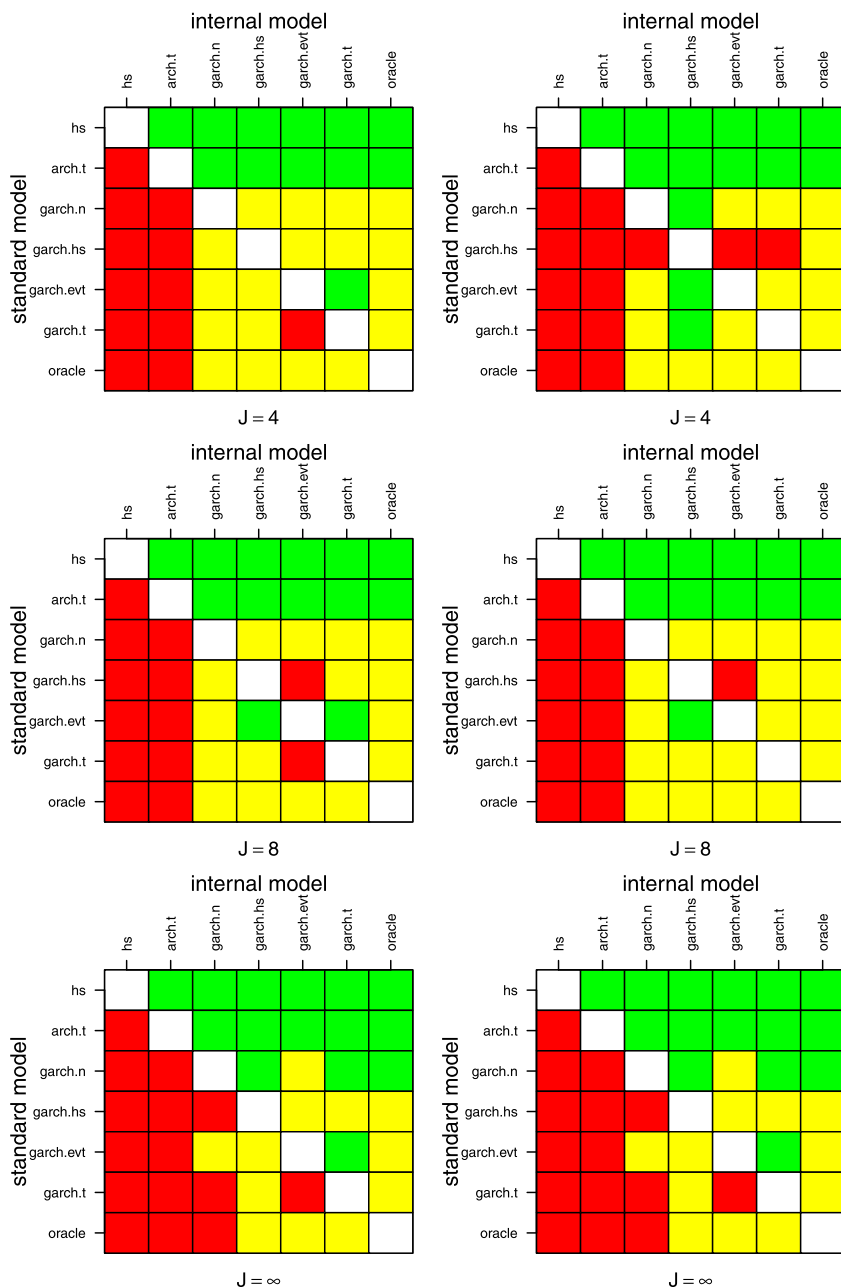 internal model
hs
arch.t
garch.n
garch.hs
garch.evt
garch.t
oracle
standard model
hs
arch.t
garch.n
garch.hs
garch.evt
garch.t
oracle
J = 4
internal model
hs
arch.t
garch.n
garch.hs
garch.evt
garch.t
oracle
standard model
hs
arch.t
garch.n
garch.hs
garch.evt
garch.t
oracle
J = 4
internal model
hs
arch.t
garch.n
garch.hs
garch.evt
garch.t
oracle
standard model
hs
arch.t
garch.n
garch.hs
garch.evt
garch.t
oracle
J = 8
internal model
hs
arch.t
garch.n
garch.hs
garch.evt
garch.t
oracle
standard model
hs
arch.t
garch.n
garch.hs
garch.evt
garch.t
oracle
J = 8
internal model
hs
arch.t
garch.n
garch.hs
garch.evt
garch.t
oracle
standard model
hs
arch.t
garch.n
garch.hs
garch.evt
garch.t
oracle
J = ∞
internal model
hs
arch.t
garch.n
garch.hs
garch.evt
garch.t
oracle
standard model
hs
arch.t
garch.n
garch.hs
garch.evt
garch.t
oracle
J = ∞